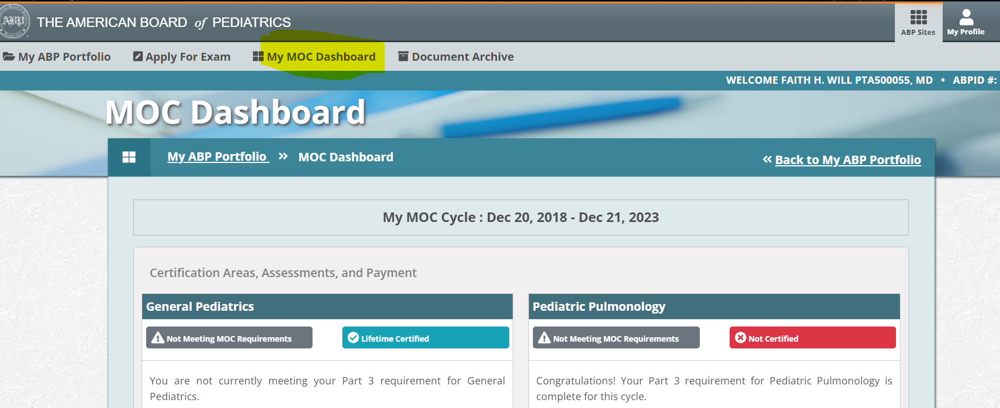 THE AMERICAN BOARD of PEDIATRICS
ABP Sites
My Profile
My ABP Portfolio
Apply For Exam
My MOC Dashboard
Document Archive
WELCOME FAITH H. WILL PTA500055, MD • ABPID #:
MOC Dashboard
My ABP Portfolio » MOC Dashboard
« Back to My ABP Portfolio
My MOC Cycle : Dec 20, 2018 - Dec 21, 2023
Certification Areas, Assessments, and Payment
General Pediatrics
Not Meeting MOC Requirements
Lifetime Certified
You are not currently meeting your Part 3 requirement for General
Pediatrics.
Pediatric Pulmonology
Not Meeting MOC Requirements
Not Certified
Congratulations! Your Part 3 requirement for Pediatric Pulmonology is
complete for this cycle.